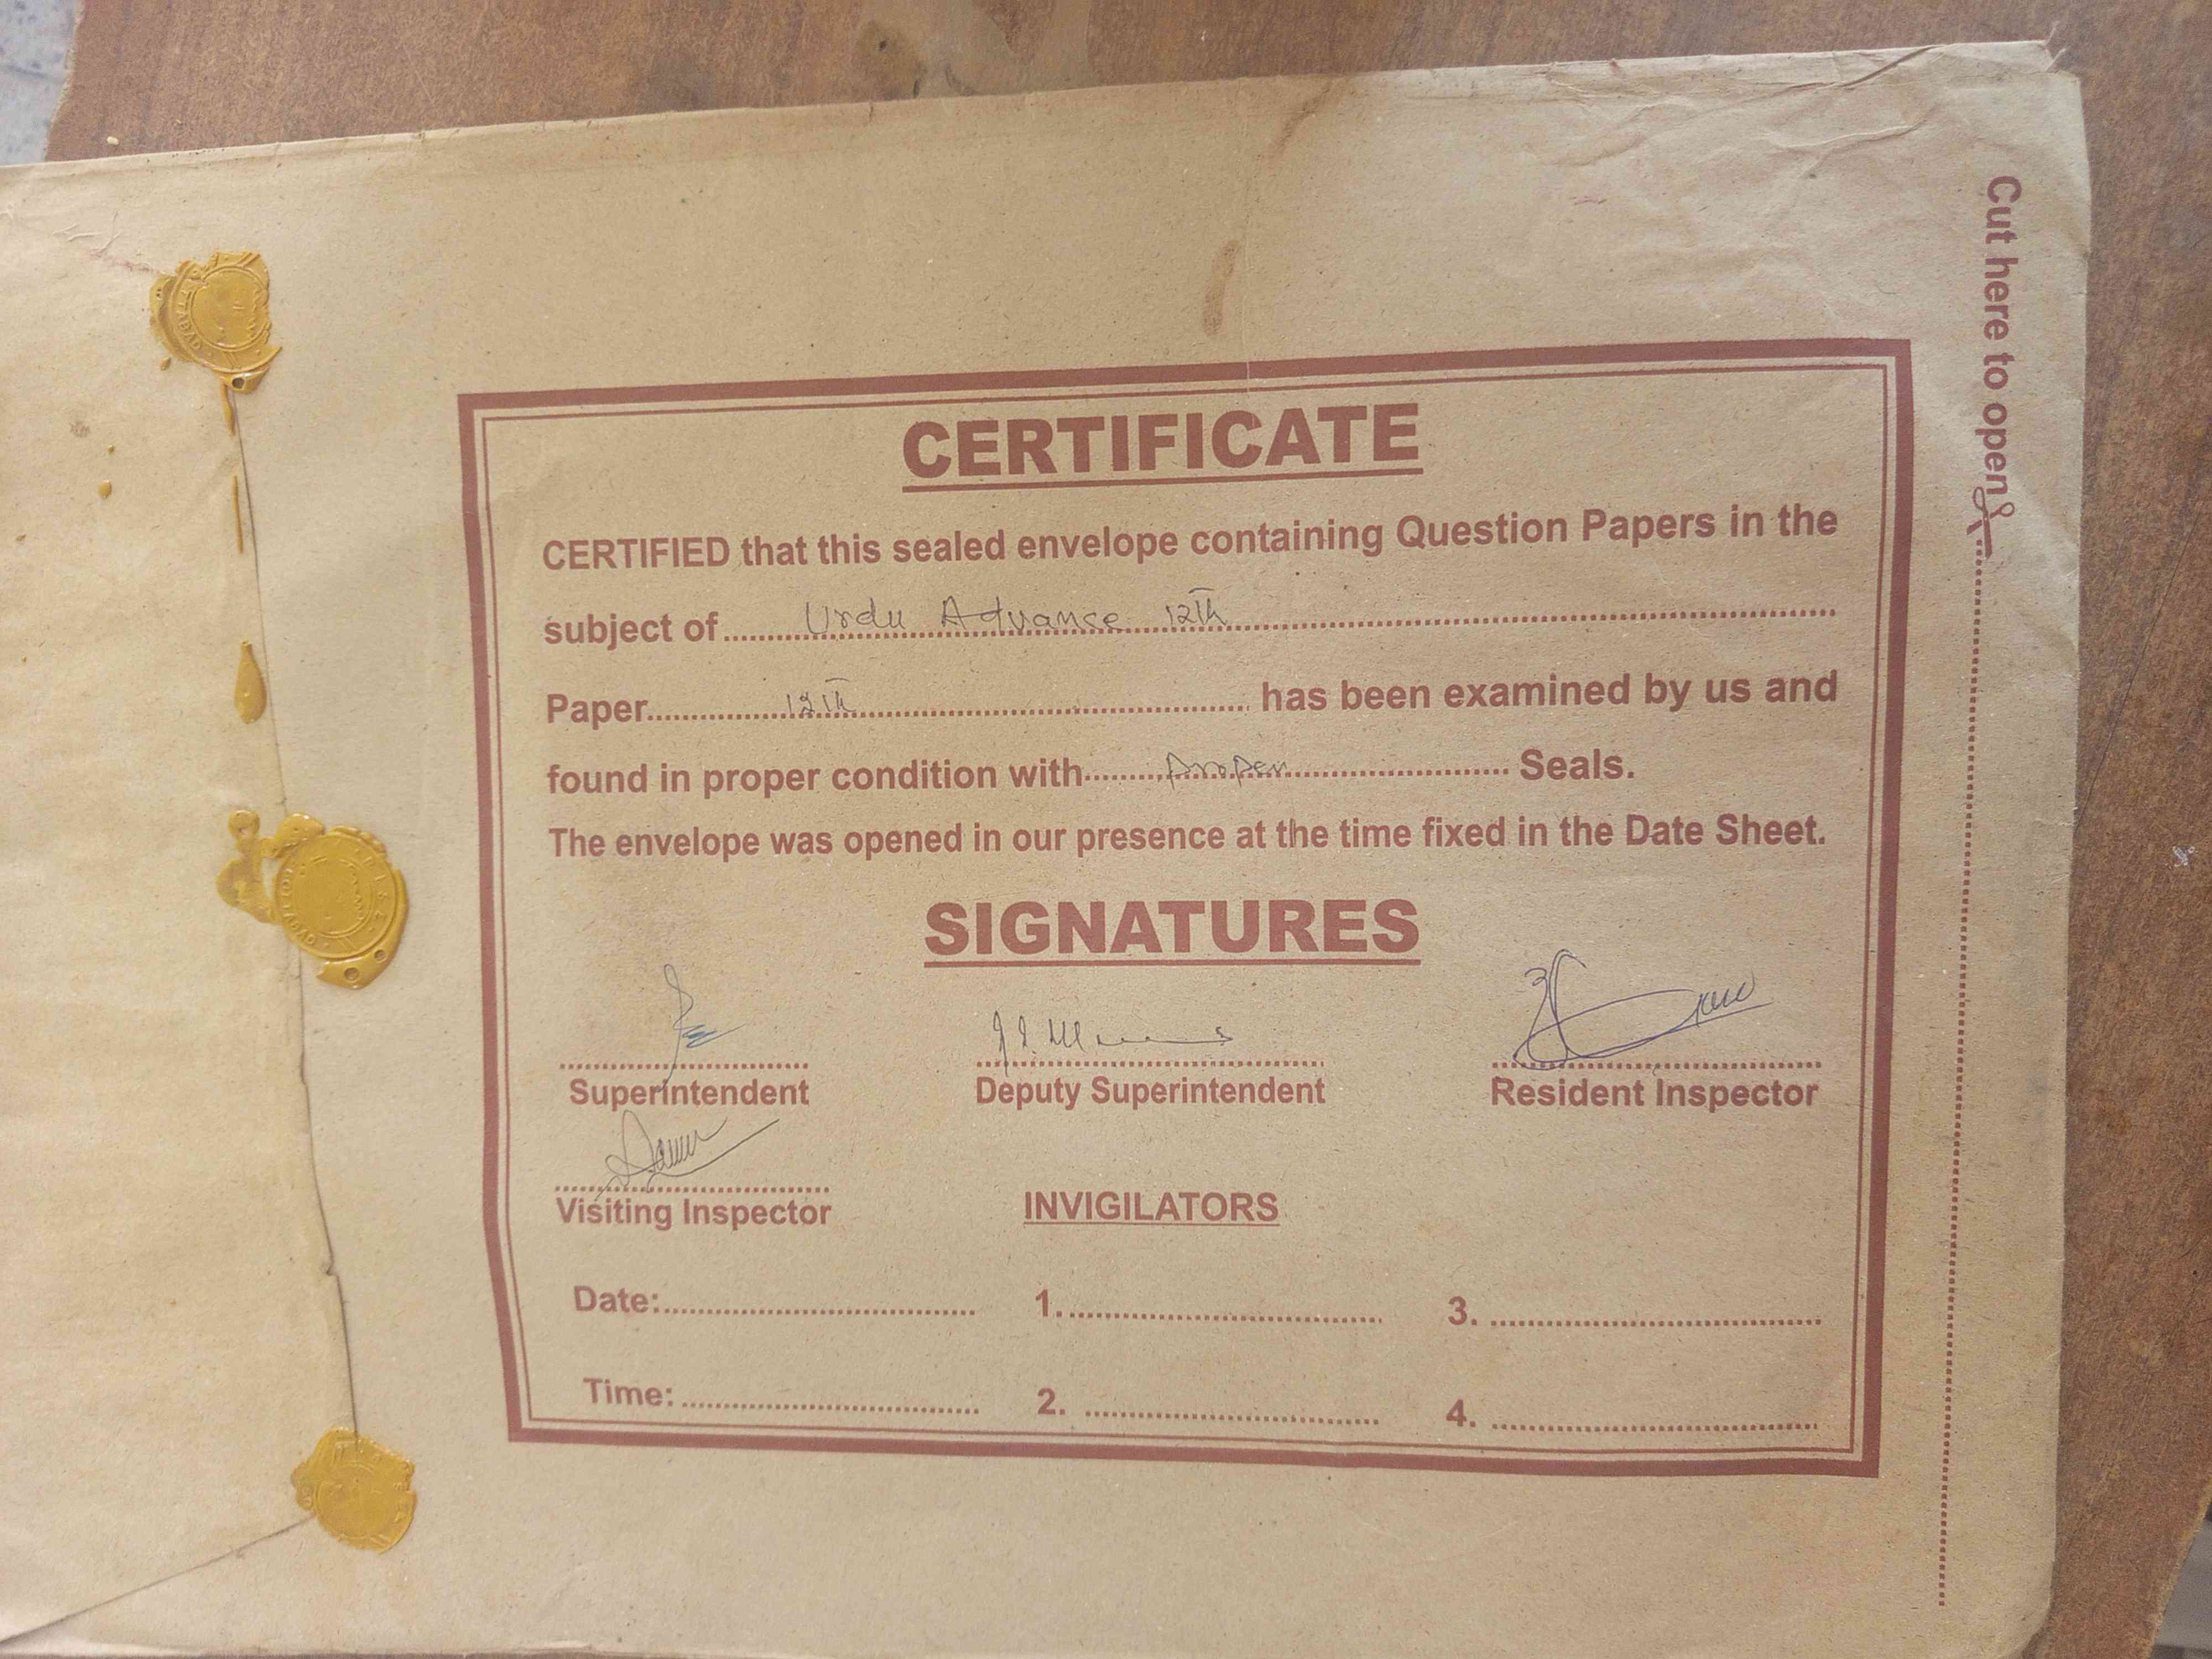 Cut here to open
CERTIFICATE
CERTIFIED that this sealed envelope containing Question Papers in the
subject of Urdu Advanse 12th
Paper 12th has been examined by us and
found in proper condition with proper Seals.
The envelope was opened in our presence at the time fixed in the Date Sheet.
SIGNATURES
Superintendent Deputy Superintendent Resident Inspector
Visiting Inspector INVIGILATORS
Date: 1. 3.
Time: 2. 4.